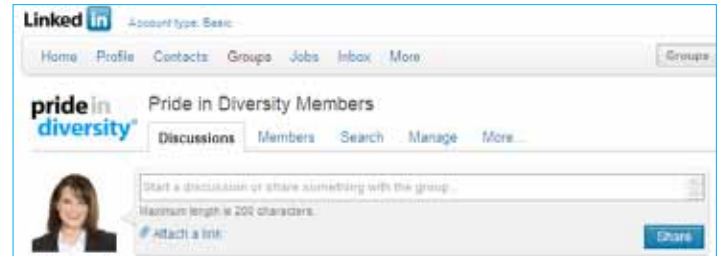 Linked in Account type: Basic
Home Profile Contacts Groups Jobs Inbox More Groups
pride in diversity
Pride in Diversity Members
Discussions Members Search Manage More...
Start a discussion or share something with the group...
Maximum length is 200 characters.
Attach a link
Share